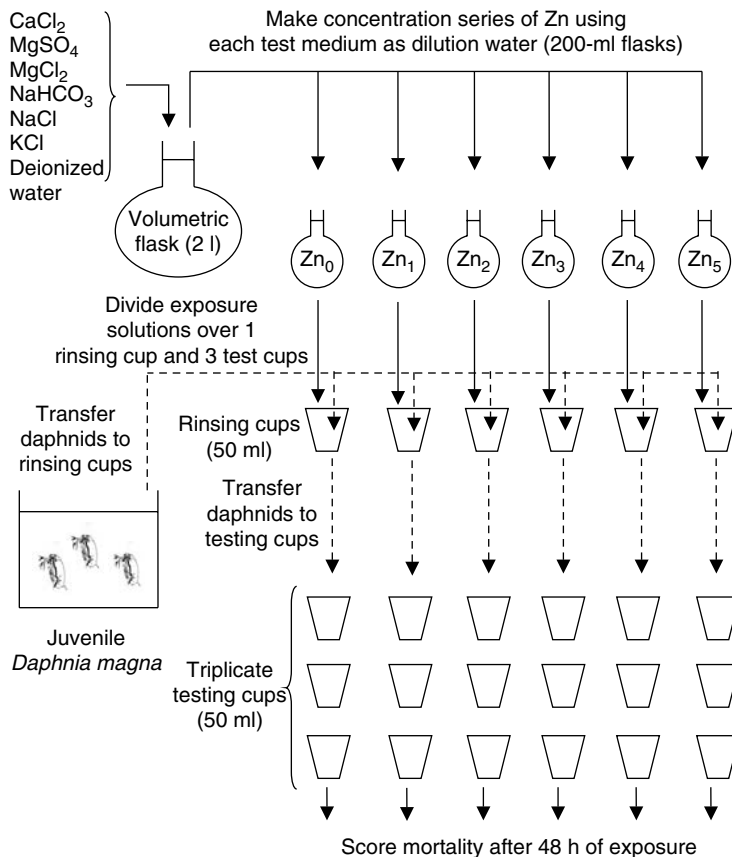 CaCl₂
MgSO₄
MgCl₂
NaHCO₃
NaCl
KCl
Deionized
water
Make concentration series of Zn using
each test medium as dilution water (200-ml flasks)
Volumetric
flask (2 l)
Zn₀ Zn₁ Zn₂ Zn₃ Zn₄ Zn₅
Divide exposure
solutions over 1
rinsing cup and 3 test cups
Transfer
daphnids to
rinsing cups
Rinsing cups
(50 ml)
Transfer
daphnids to
testing cups
Juvenile
Daphnia magna
Triplicate
testing cups
(50 ml)
Score mortality after 48 h of exposure